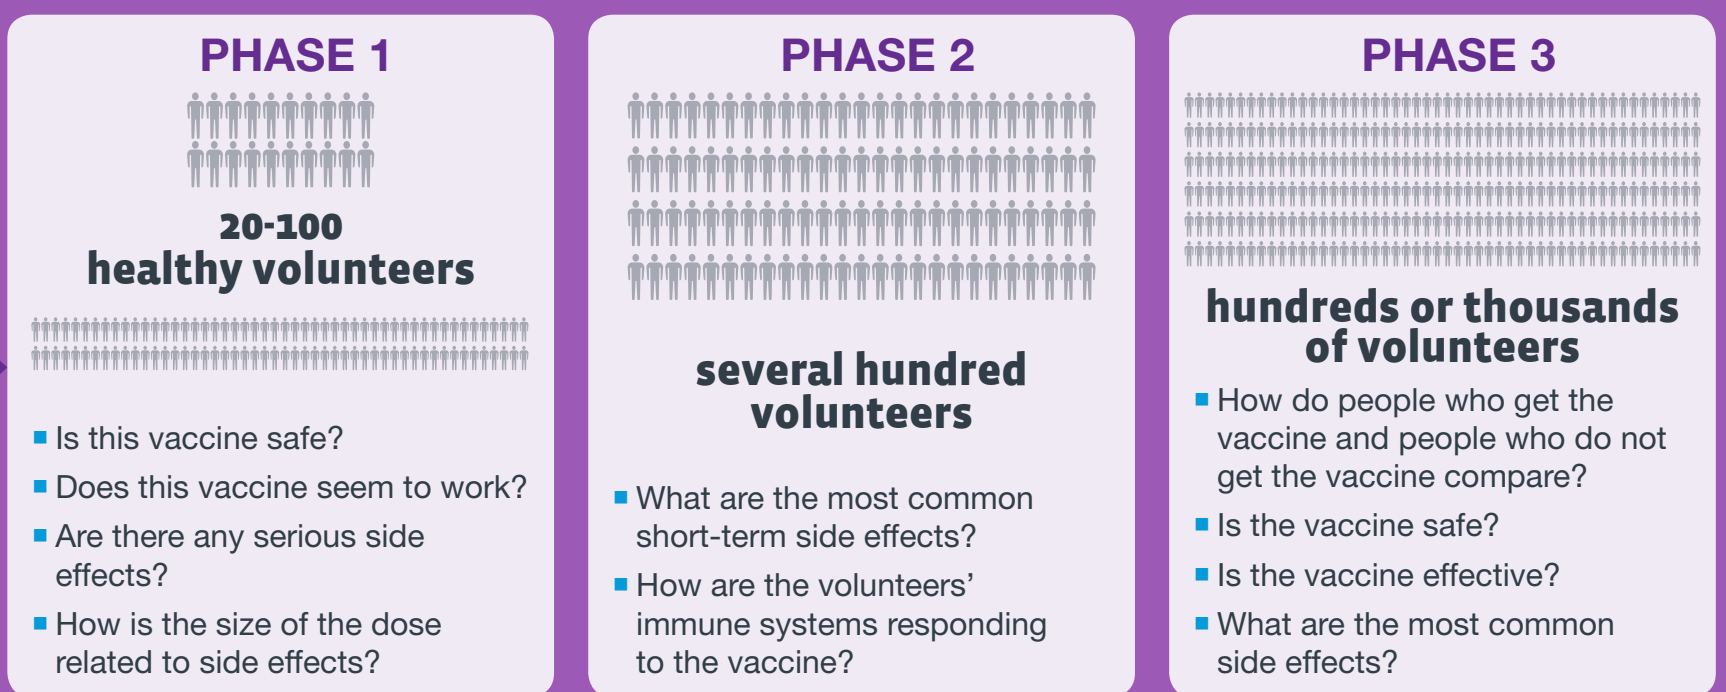 PHASE 1
20-100
healthy volunteers
■ Is this vaccine safe?
■ Does this vaccine seem to work?
■ Are there any serious side
effects?
■ How is the size of the dose
related to side effects?
PHASE 2
several hundred
volunteers
■ What are the most common
short-term side effects?
■ How are the volunteers’
immune systems responding
to the vaccine?
PHASE 3
hundreds or thousands
of volunteers
■ How do people who get the
vaccine and people who do not
get the vaccine compare?
■ Is the vaccine safe?
■ Is the vaccine effective?
■ What are the most common
side effects?